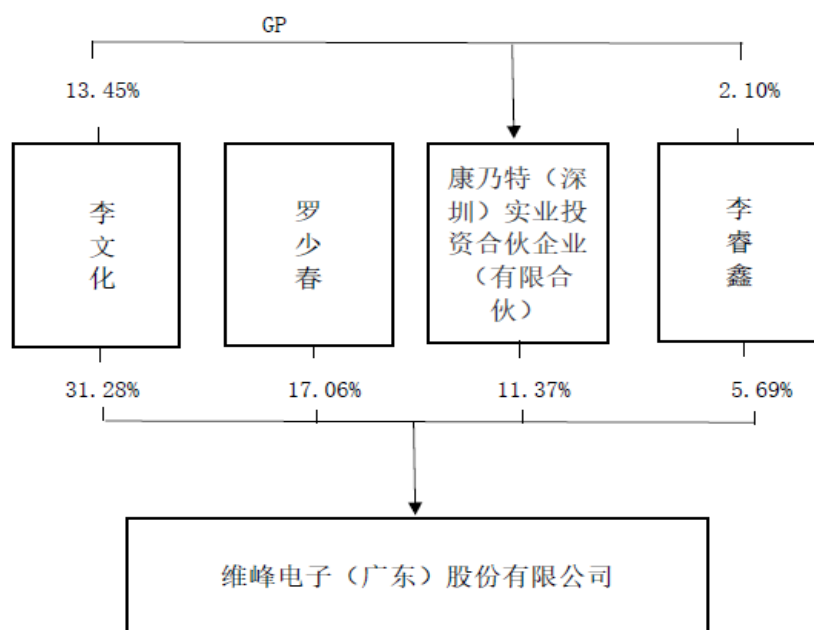 GP
13.45%
2.10%
李
文
化
罗
少
春
康乃特（深
圳）实业投
资合伙企业
（有限合
伙）
李
睿
鑫
31.28%
17.06%
11.37%
5.69%
维峰电子（广东）股份有限公司